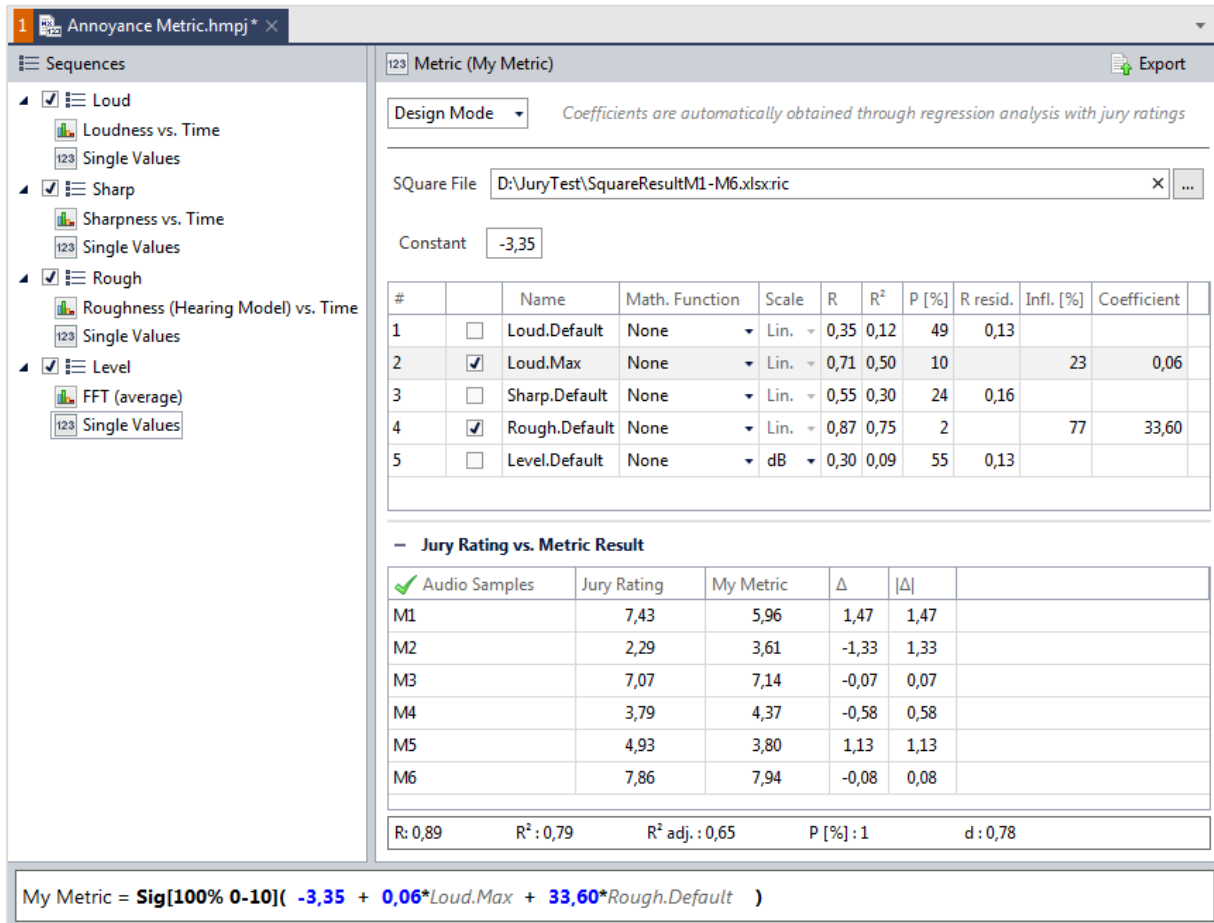 1 Annoyance Metric.hmpj* ×
Sequences
Loud
Loudness vs. Time
123 Single Values
Sharp
Sharpness vs. Time
123 Single Values
Rough
Roughness (Hearing Model) vs. Time
123 Single Values
Level
FFT (average)
123 Single Values
123 Metric (My Metric) Export
Design Mode Coefficients are automatically obtained through regression analysis with jury ratings
SQuare File D:\JuryTest\SquareResultM1-M6.xlsx:ric × ...
Constant -3,35
# Name Math. Function Scale R R² P [%] R resid. Infl. [%] Coefficient
1 Loud.Default None Lin. 0,35 0,12 49 0,13
2 Loud.Max None Lin. 0,71 0,50 10 23 0,06
3 Sharp.Default None Lin. 0,55 0,30 24 0,16
4 Rough.Default None Lin. 0,87 0,75 2 77 33,60
5 Level.Default None dB 0,30 0,09 55 0,13
− Jury Rating vs. Metric Result
Audio Samples Jury Rating My Metric Δ |Δ|
M1 7,43 5,96 1,47 1,47
M2 2,29 3,61 -1,33 1,33
M3 7,07 7,14 -0,07 0,07
M4 3,79 4,37 -0,58 0,58
M5 4,93 3,80 1,13 1,13
M6 7,86 7,94 -0,08 0,08
R: 0,89 R² : 0,79 R² adj. : 0,65 P [%] : 1 d : 0,78
My Metric = Sig[100% 0-10]( -3,35 + 0,06*Loud.Max + 33,60*Rough.Default )